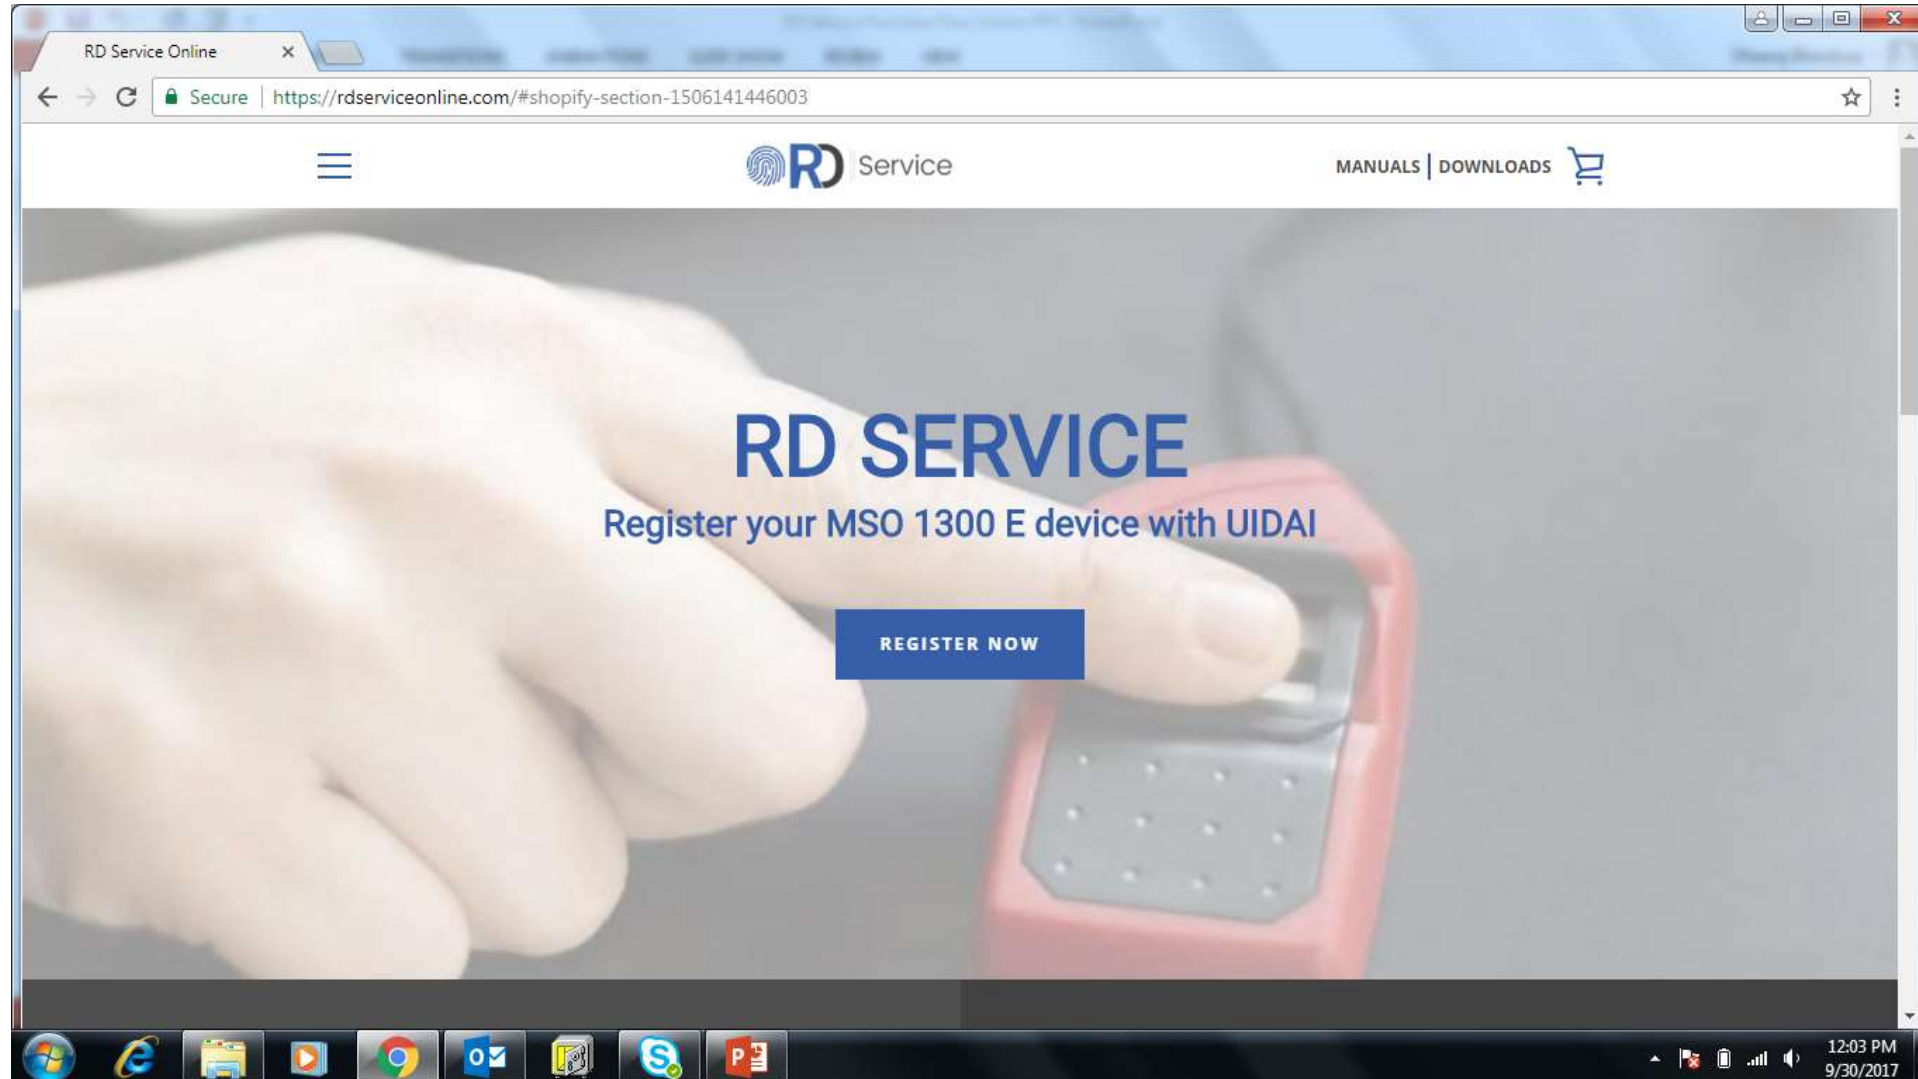 RD Service Online
Secure | https://rdserviceonline.com/#shopify-section-1506141446003
RD Service
MANUALS | DOWNLOADS
RD SERVICE
Register your MSO 1300 E device with UIDAI
REGISTER NOW
12:03 PM
9/30/2017